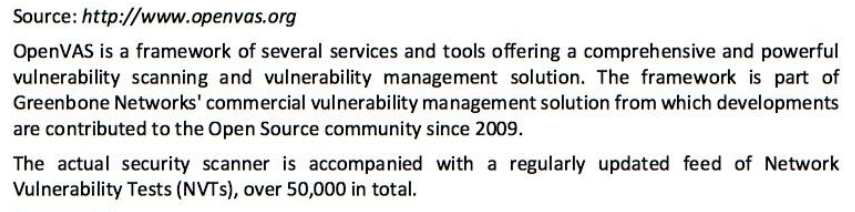 Source: http://www.openvas.org
OpenVAS is a framework of several services and tools offering a comprehensive and powerful
vulnerability scanning and vulnerability management solution. The framework is part of
Greenbone Networks' commercial vulnerability management solution from which developments
are contributed to the Open Source community since 2009.
The actual security scanner is accompanied with a regularly updated feed of Network
Vulnerability Tests (NVTs), over 50,000 in total.